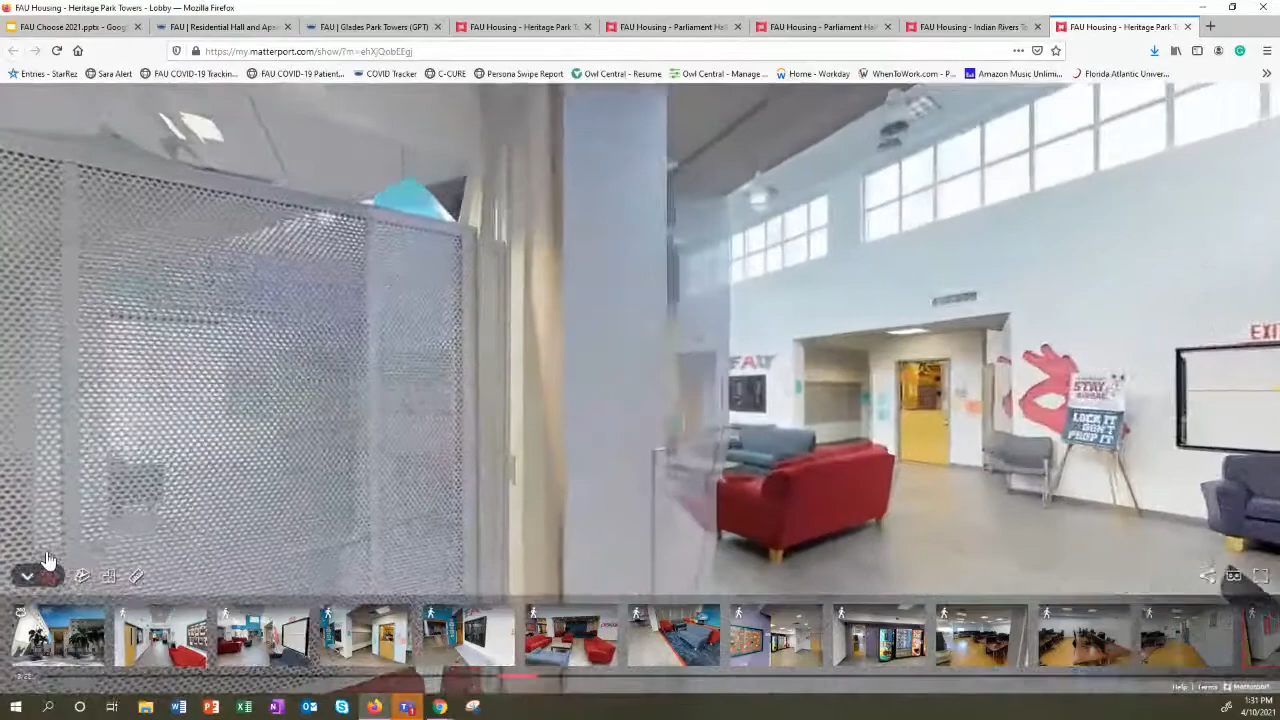 FAU Housing - Heritage Park Towers - Lobby — Mozilla Firefox
FAU Choose 2021.pptx - Google
FAU | Residential Hall and Apa
FAU | Glades Park Towers (GPT)
FAU Housing - Heritage Park T
FAU Housing - Parliament Hall
FAU Housing - Parliament Hall
FAU Housing - Indian Rivers T
FAU Housing - Heritage Park T
https://my.matterport.com/show/?m=ehXjQobEEgj
Entries - StarRez
Sara Alert
FAU COVID-19 Trackin...
FAU COVID-19 Patient...
COVID Tracker
C-CURE
Persona Swipe Report
Owl Central - Resume
Owl Central - Manage ...
Home - Workday
WhenToWork.com - P...
Amazon Music Unlimi...
Florida Atlantic Univer...
FAU
STAY
LOCK IT
DON'T
PROP IT
EXI
Help | Terms
Matterport
1:31 PM
4/10/2021